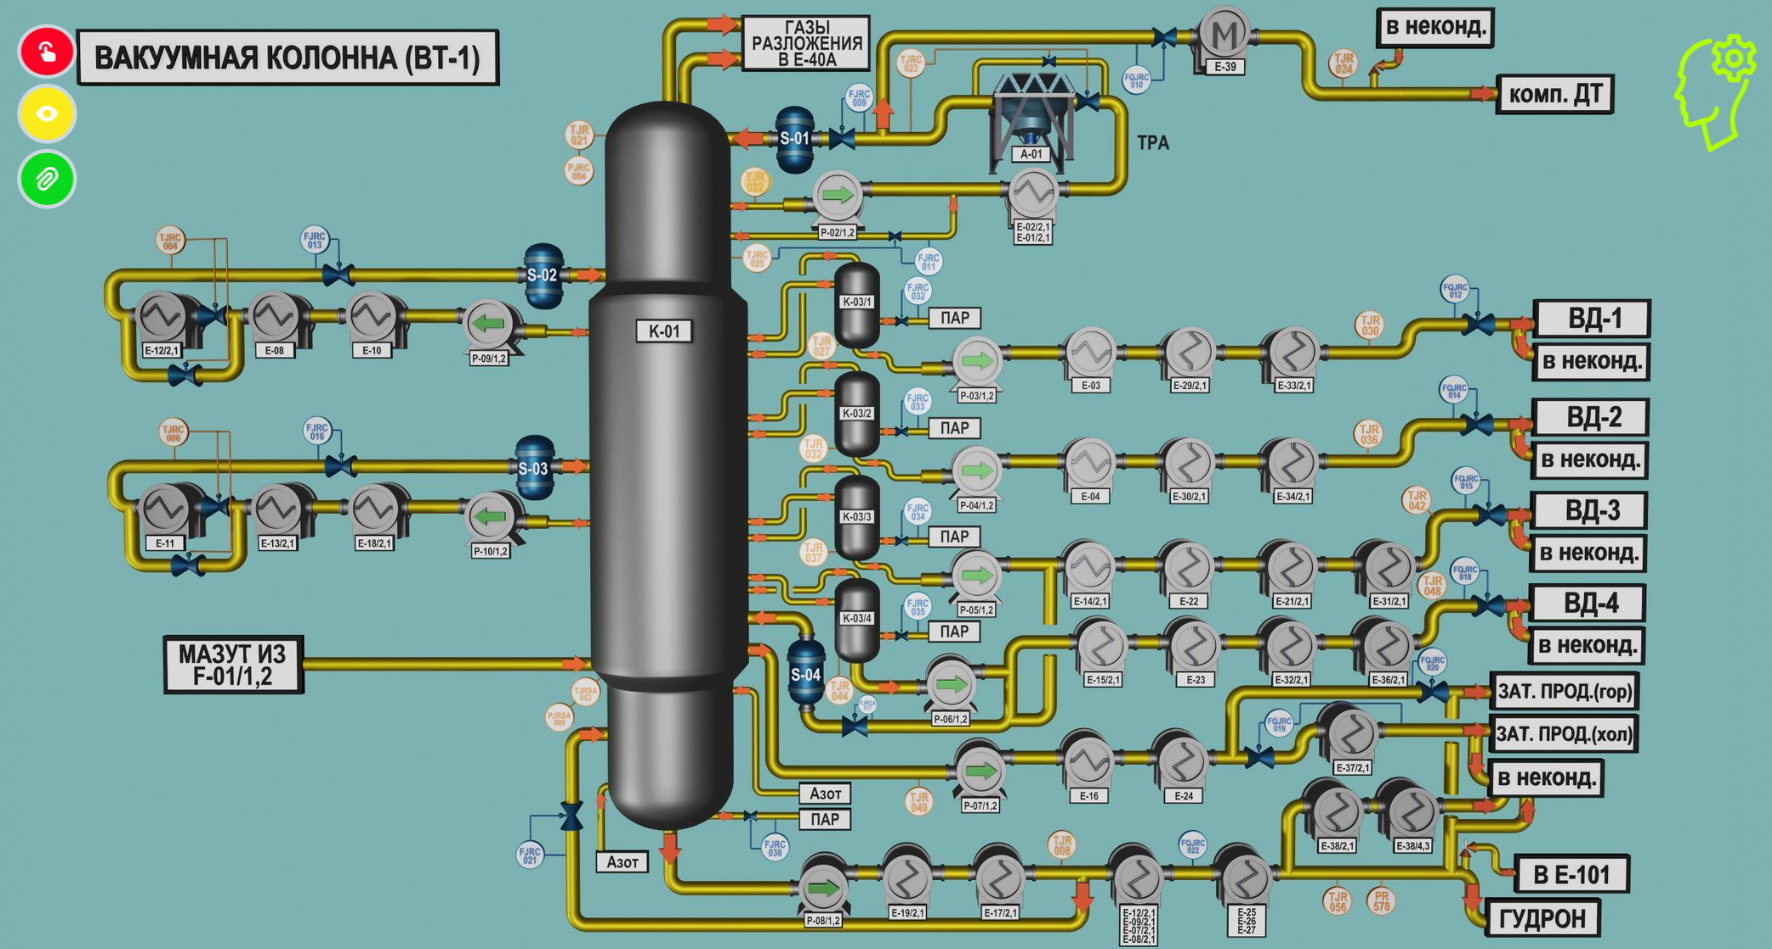 ВАКУУМНАЯ КОЛОННА (ВТ-1)
ГАЗЫ
РАЗЛОЖЕНИЯ
В Е-40А
TJRC
023
FJRC
009
FQJRC
010
М
E-39
TJR
024
в неконд.
комп. ДТ
TJR
021
PJRC
004
S-01
А-01
ТРА
TJR
022
P-02/1,2
E-02/2,1
E-01/2,1
TJRC
025
FJRC
011
TJRC
004
FJRC
013
S-02
E-12/2,1
E-08
E-10
P-09/1,2
К-01
К-03/1
FJRC
032
ПАР
TJR
027
P-03/1,2
E-03
E-29/2,1
E-33/2,1
TJR
030
FQJRC
012
ВД-1
в неконд.
TJRC
006
FJRC
016
S-03
E-11
E-13/2,1
E-18/2,1
P-10/1,2
К-03/2
FJRC
033
ПАР
TJR
032
P-04/1,2
E-04
E-30/2,1
E-34/2,1
TJR
036
FQJRC
014
ВД-2
в неконд.
К-03/3
FJRC
034
ПАР
TJR
037
P-05/1,2
E-14/2,1
E-22
E-21/2,1
E-31/2,1
TJR
042
FQJRC
015
ВД-3
в неконд.
К-03/4
FJRC
035
ПАР
S-04
TJR
044
P-06/1,2
E-15/2,1
E-23
E-32/2,1
E-36/2,1
TJR
048
FQJRC
018
ВД-4
в неконд.
МАЗУТ ИЗ
F-01/1,2
TJRSA
053
PJRSA
009
FQJRC
020
ЗАТ. ПРОД.(гор)
FQJRC
019
ЗАТ. ПРОД.(хол)
в неконд.
Азот
ПАР
TJR
049
P-07/1,2
E-16
E-24
E-37/2,1
E-38/2,1
E-38/4,3
FJRC
021
Азот
FJRC
036
P-08/1,2
E-19/2,1
E-17/2,1
TJR
008
E-12/2,1
E-09/2,1
E-07/2,1
E-08/2,1
FQJRC
022
E-25
E-26
E-27
TJR
056
PR
578
В Е-101
ГУДРОН